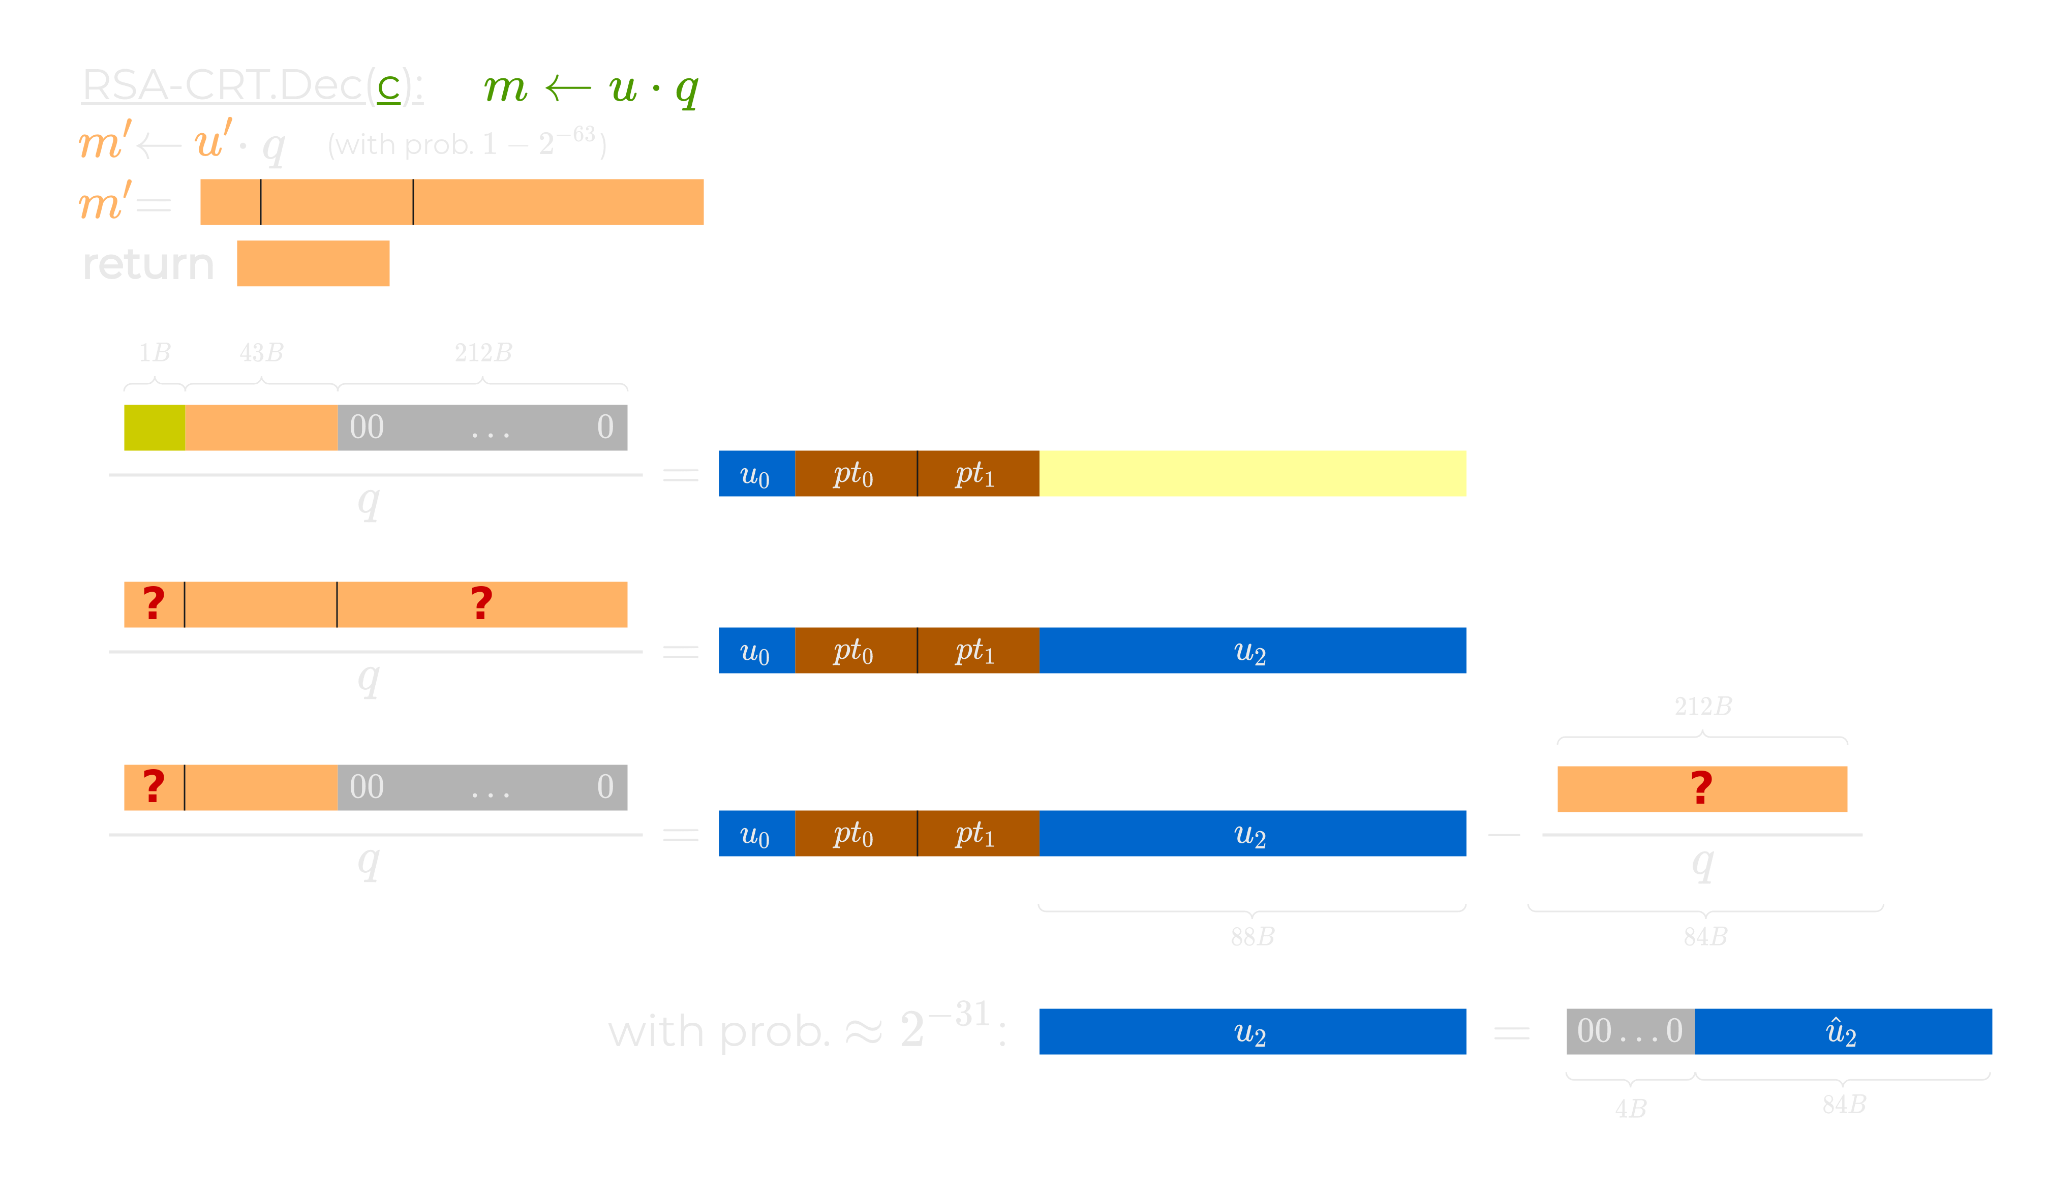 RSA-CRT.Dec(c): m ← u · q
m′ ← u′ · q (with prob. 1 − 2⁻⁶³)
m′ =
return
1B 43B 212B
00 ... 0
q
= u₀ pt₀ pt₁
? ?
q
= u₀ pt₀ pt₁ u₂
212B
? 00 ... 0
q
= u₀ pt₀ pt₁ u₂ − ?
q
88B 84B
with prob. ≈ 2⁻³¹: u₂ = 00...0 û₂
4B 84B